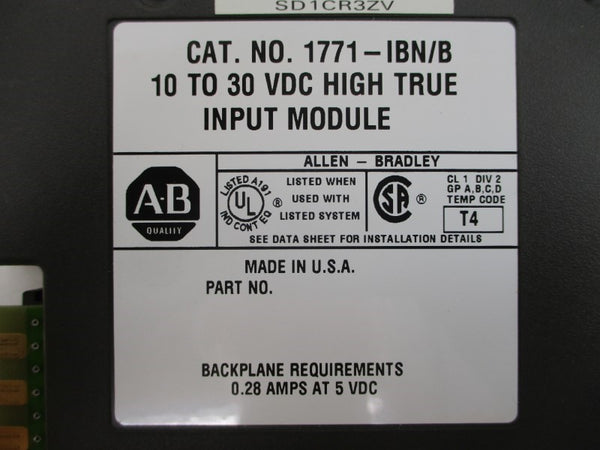 SD1CR3ZV
CAT. NO. 1771-IBN/B
10 TO 30 VDC HIGH TRUE
INPUT MODULE
ALLEN - BRADLEY
A-B
QUALITY
LISTED A191
UL
IND CONT EQ
®
LISTED WHEN
USED WITH
LISTED SYSTEM
SA
®
CL 1 DIV 2
GP A,B,C,D
TEMP CODE
T4
SEE DATA SHEET FOR INSTALLATION DETAILS
MADE IN U.S.A.
PART NO.
BACKPLANE REQUIREMENTS
0.28 AMPS AT 5 VDC